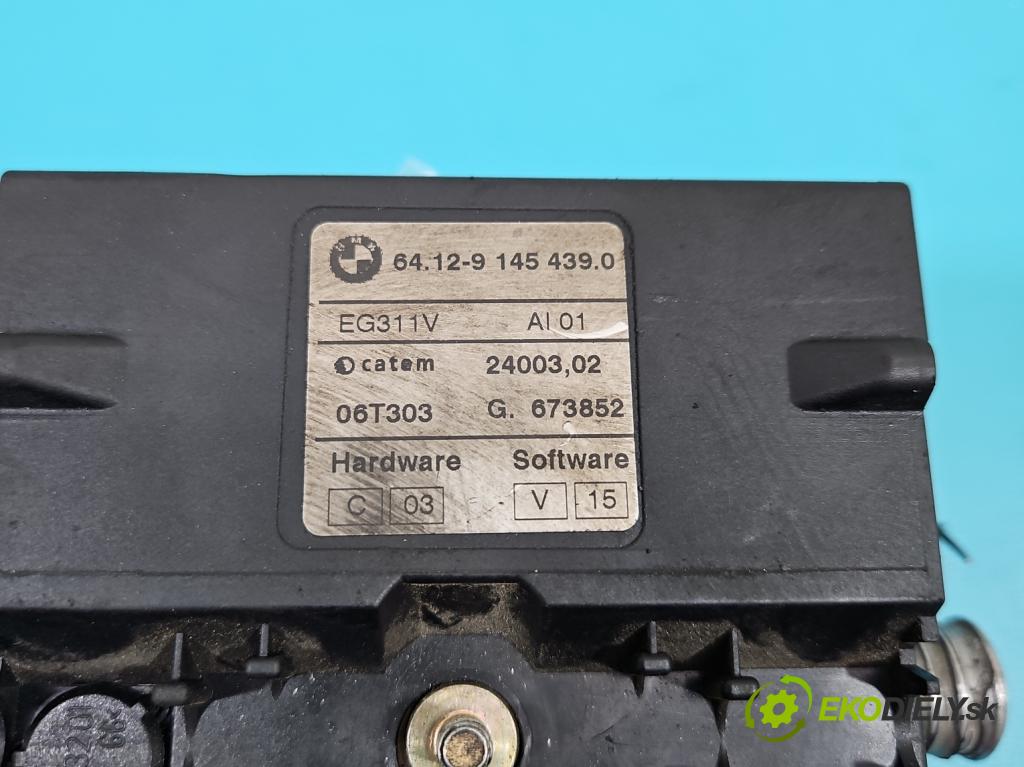 BMW
64.12-9 145 439.0
EG311V AI 01
catem 24003,02
06T303 G. 673852
Hardware Software
C 03 V 15
EKODIELY.sk